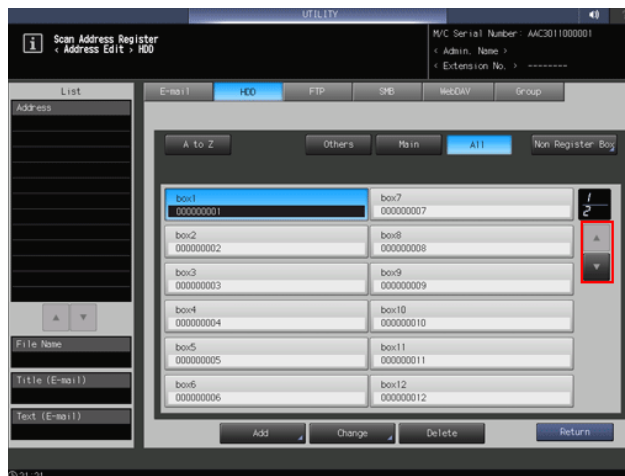 UTILITY
Scan Address Register
< Address Edit > HDD
M/C Serial Number: AAC3011000001
< Admin. Name >
< Extension No. > --------
List
Address
E-mail
HDD
FTP
SMB
WebDAV
Group
A to Z
Others
Main
All
Non Register Box
box1
000000001
box7
000000007
1/2
box2
000000002
box8
000000008
box3
000000003
box9
000000009
box4
000000004
box10
000000010
box5
000000005
box11
000000011
box6
000000006
box12
000000012
File Name
Title (E-mail)
Text (E-mail)
Add
Change
Delete
Return